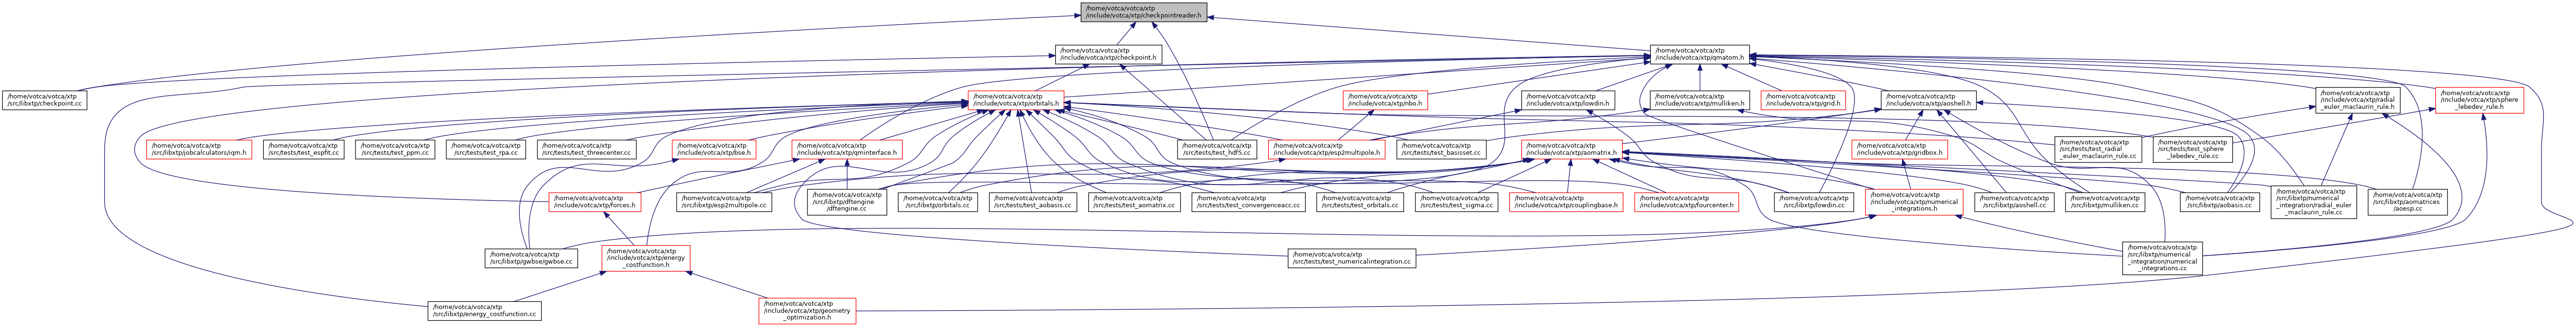 /home/votca/votca/xtp
/include/votca/xtp/checkpointreader.h
/home/votca/votca/xtp
/include/votca/xtp/checkpoint.h
/home/votca/votca/xtp
/include/votca/xtp/qmatom.h
/home/votca/votca/xtp
/src/libxtp/checkpoint.cc
/home/votca/votca/xtp
/include/votca/xtp/orbitals.h
/home/votca/votca/xtp
/include/votca/xtp/nbo.h
/home/votca/votca/xtp
/include/votca/xtp/lowdin.h
/home/votca/votca/xtp
/include/votca/xtp/mulliken.h
/home/votca/votca/xtp
/include/votca/xtp/grid.h
/home/votca/votca/xtp
/include/votca/xtp/aoshell.h
/home/votca/votca/xtp
/include/votca/xtp/radial
_euler_maclaurin_rule.h
/home/votca/votca/xtp
/include/votca/xtp/sphere
_lebedev_rule.h
/home/votca/votca/xtp
/src/libxtp/jobcalculators/iqm.h
/home/votca/votca/xtp
/src/tests/test_espfit.cc
/home/votca/votca/xtp
/src/tests/test_ppm.cc
/home/votca/votca/xtp
/src/tests/test_rpa.cc
/home/votca/votca/xtp
/src/tests/test_threecenter.cc
/home/votca/votca/xtp
/include/votca/xtp/bse.h
/home/votca/votca/xtp
/include/votca/xtp/qminterface.h
/home/votca/votca/xtp
/src/tests/test_hdf5.cc
/home/votca/votca/xtp
/include/votca/xtp/esp2multipole.h
/home/votca/votca/xtp
/src/tests/test_basisset.cc
/home/votca/votca/xtp
/include/votca/xtp/aomatrix.h
/home/votca/votca/xtp
/include/votca/xtp/gridbox.h
/home/votca/votca/xtp
/src/tests/test_radial
_euler_maclaurin_rule.cc
/home/votca/votca/xtp
/src/tests/test_sphere
_lebedev_rule.cc
/home/votca/votca/xtp
/include/votca/xtp/forces.h
/home/votca/votca/xtp
/src/libxtp/esp2multipole.cc
/home/votca/votca/xtp
/src/libxtp/dftengine
/dftengine.cc
/home/votca/votca/xtp
/src/libxtp/orbitals.cc
/home/votca/votca/xtp
/src/tests/test_aobasis.cc
/home/votca/votca/xtp
/src/tests/test_aomatrix.cc
/home/votca/votca/xtp
/src/tests/test_convergenceacc.cc
/home/votca/votca/xtp
/src/tests/test_orbitals.cc
/home/votca/votca/xtp
/src/tests/test_sigma.cc
/home/votca/votca/xtp
/include/votca/xtp/couplingbase.h
/home/votca/votca/xtp
/include/votca/xtp/fourcenter.h
/home/votca/votca/xtp
/src/libxtp/lowdin.cc
/home/votca/votca/xtp
/include/votca/xtp/numerical
_integrations.h
/home/votca/votca/xtp
/src/libxtp/aoshell.cc
/home/votca/votca/xtp
/src/libxtp/mulliken.cc
/home/votca/votca/xtp
/src/libxtp/aobasis.cc
/home/votca/votca/xtp
/src/libxtp/numerical
_integration/radial_euler
_maclaurin_rule.cc
/home/votca/votca/xtp
/src/libxtp/aomatrices
/aoesp.cc
/home/votca/votca/xtp
/src/libxtp/gwbse/gwbse.cc
/home/votca/votca/xtp
/include/votca/xtp/energy
_costfunction.h
/home/votca/votca/xtp
/src/tests/test_numericalintegration.cc
/home/votca/votca/xtp
/src/libxtp/numerical
_integration/numerical
_integrations.cc
/home/votca/votca/xtp
/src/libxtp/energy_costfunction.cc
/home/votca/votca/xtp
/include/votca/xtp/geometry
_optimization.h